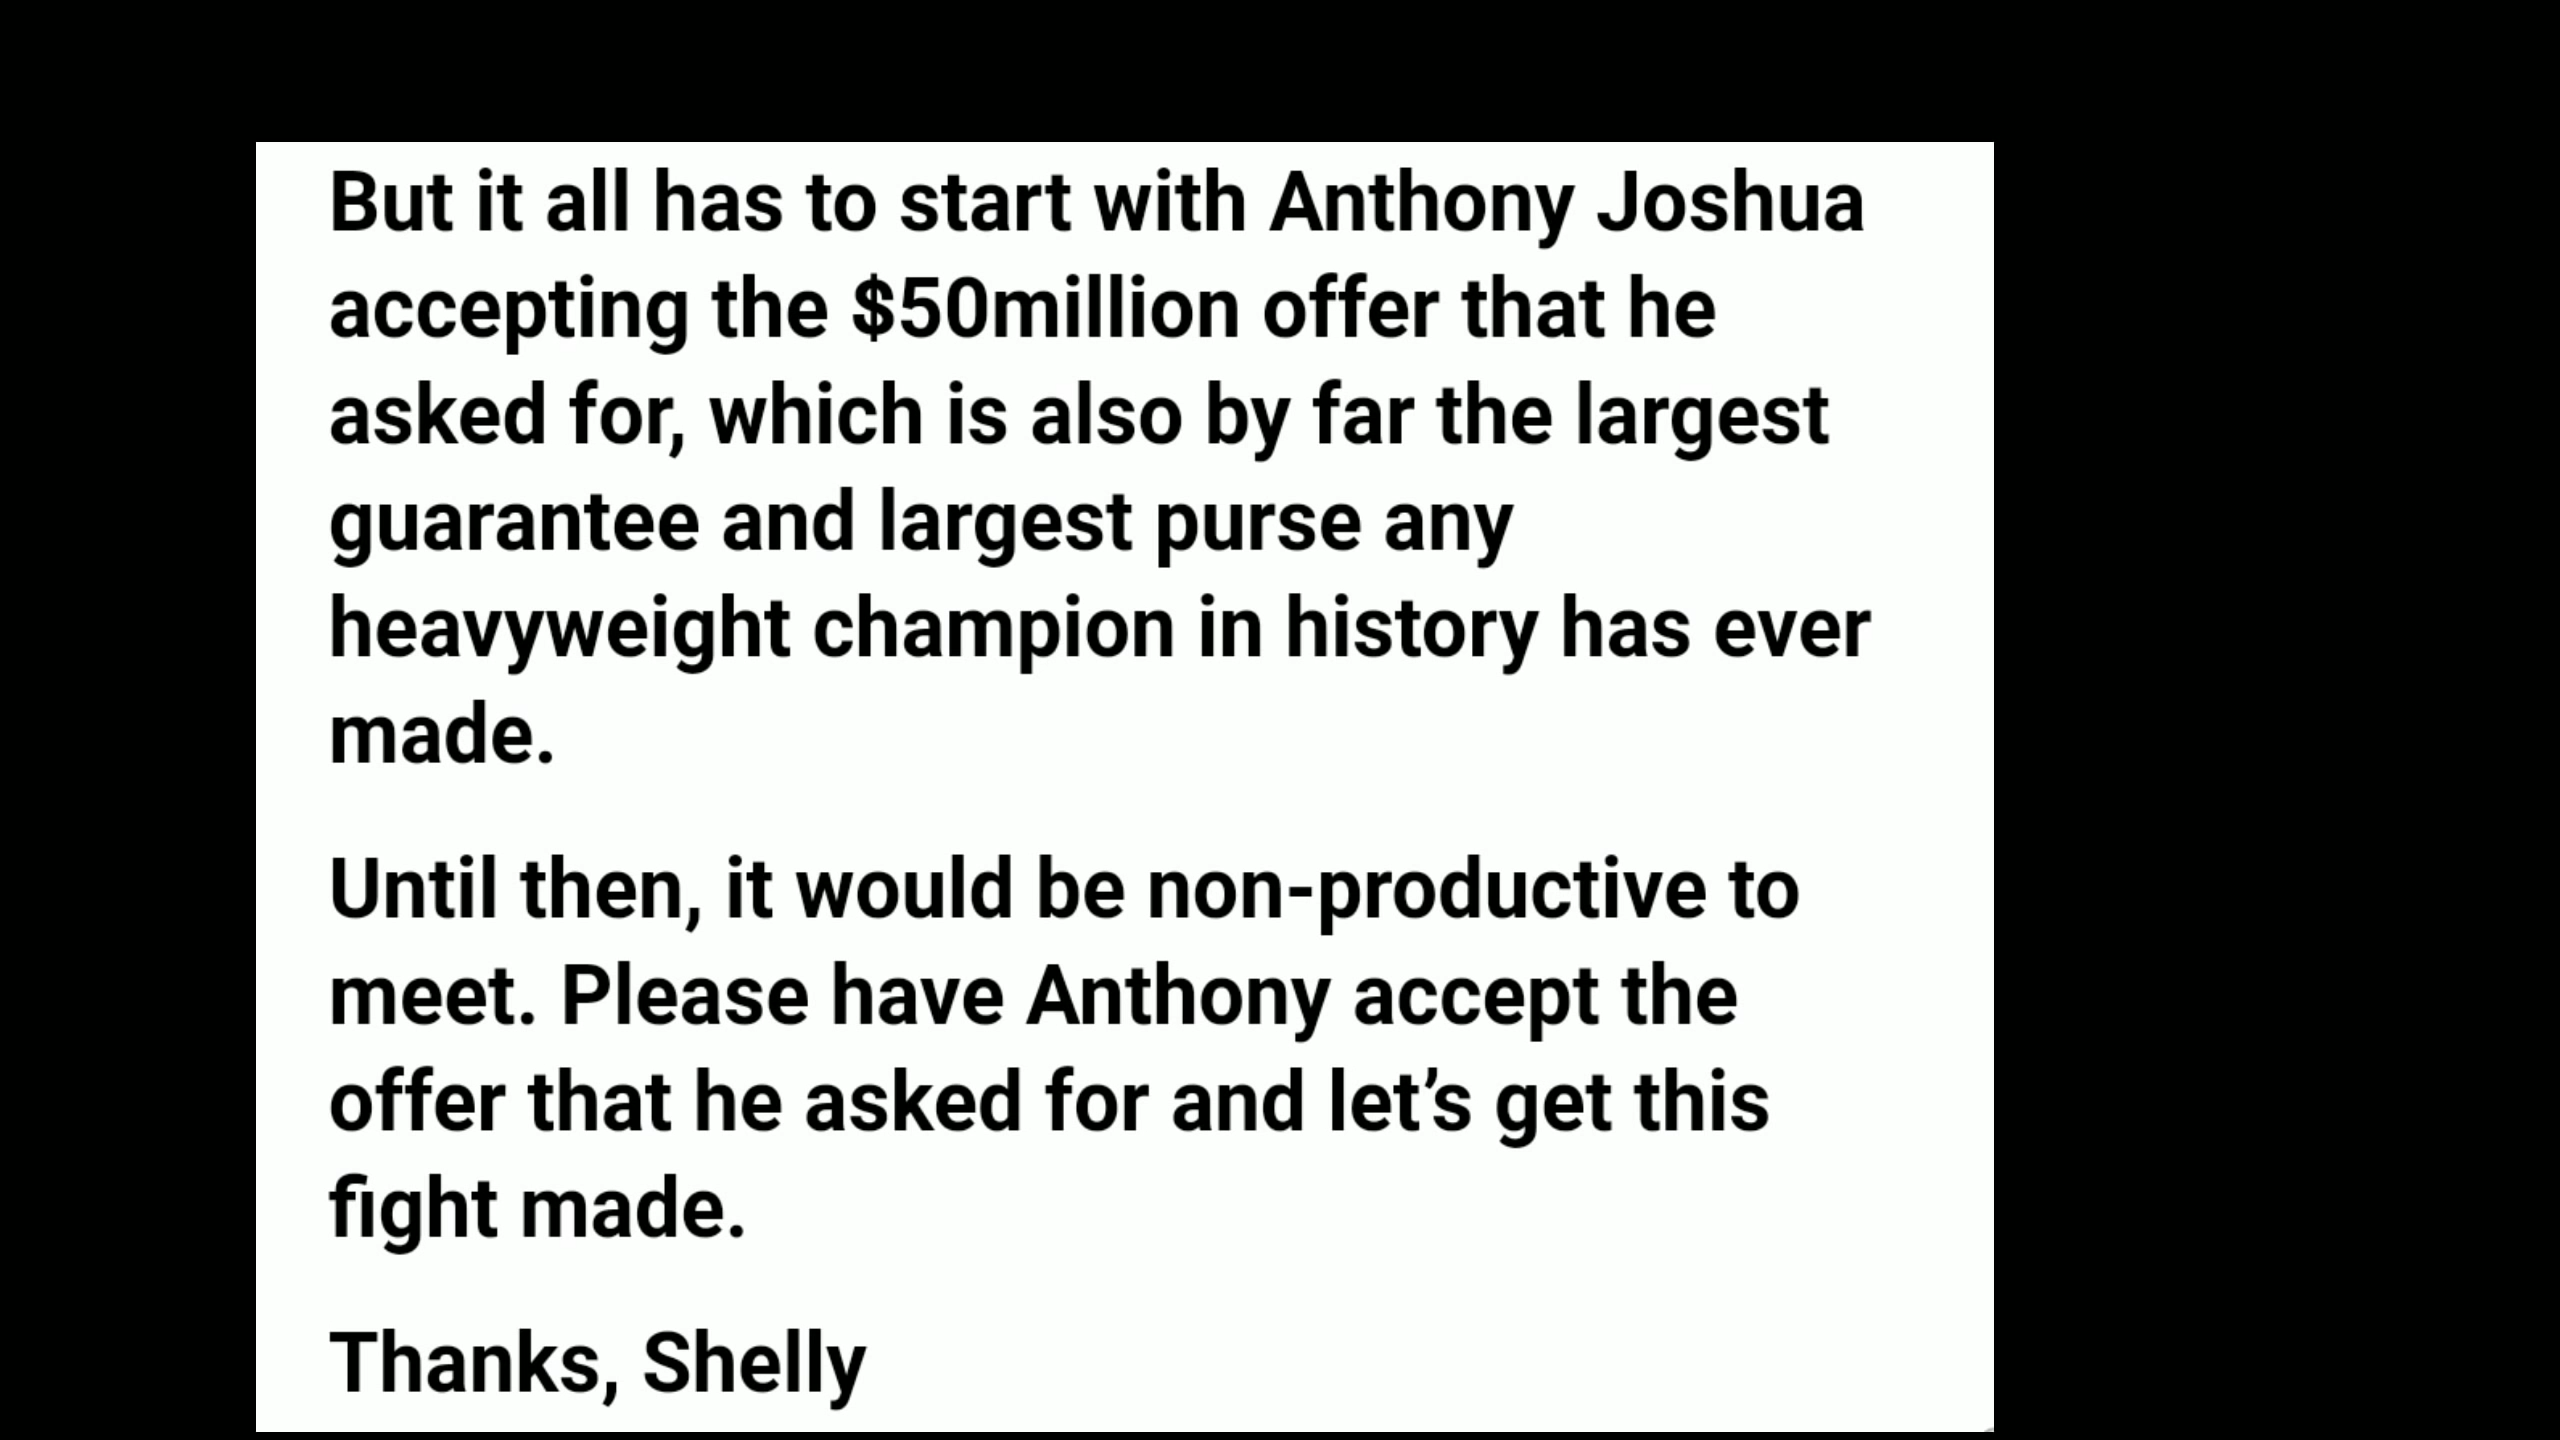 But it all has to start with Anthony Joshua
accepting the $50million offer that he
asked for, which is also by far the largest
guarantee and largest purse any
heavyweight champion in history has ever
made.
Until then, it would be non-productive to
meet. Please have Anthony accept the
offer that he asked for and let’s get this
fight made.
Thanks, Shelly